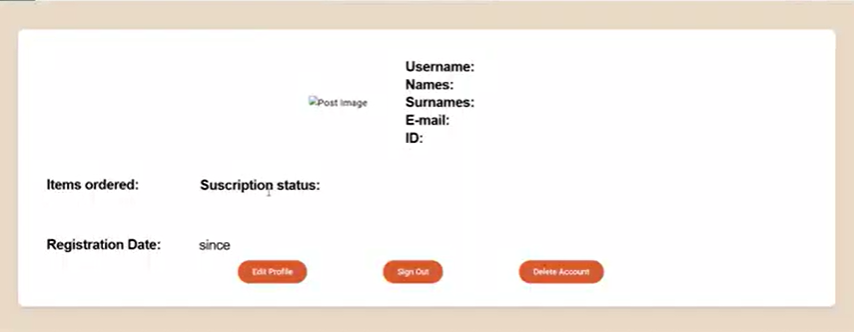 Username:
Names:
Post Image
Surnames:
E-mail:
ID:
Items ordered: Suscription status:
Registration Date: since
Edit Profile Sign Out Delete Account